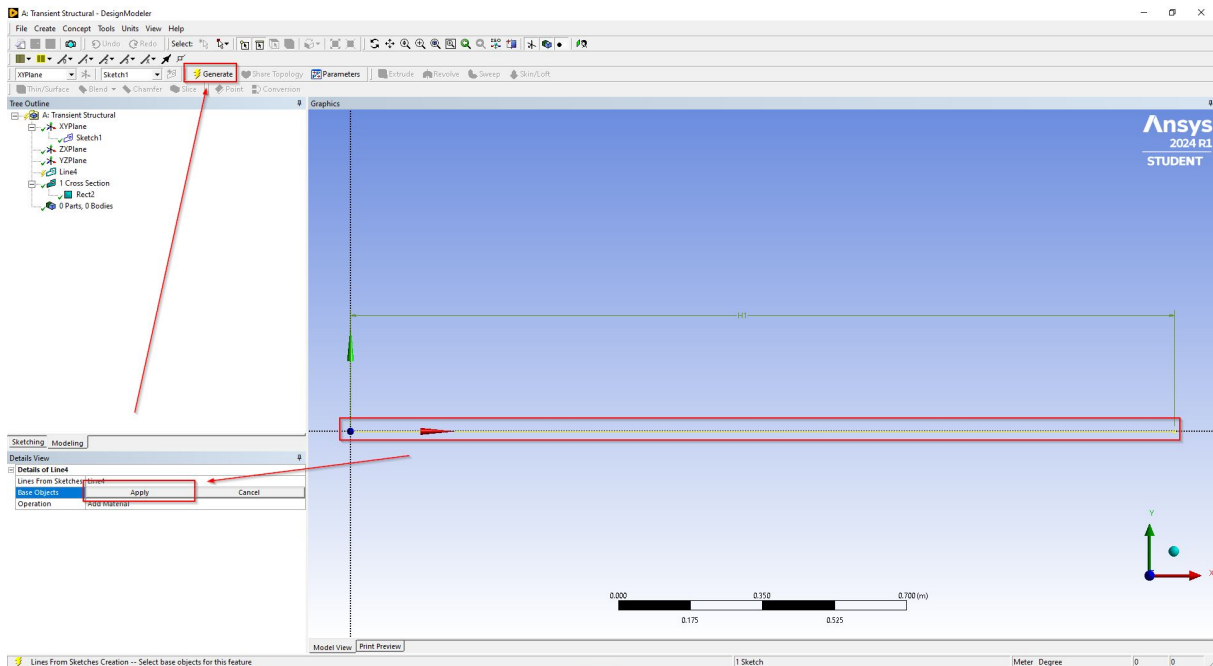 A: Transient Structural - DesignModeler
File Create Concept Tools Units View Help
Undo Redo Select:
XYPlane Sketch1 Generate Share Topology Parameters Extrude Revolve Sweep Skin/Loft
Thin/Surface Blend Chamfer Slice Point Conversion
Tree Outline
A: Transient Structural
XYPlane
Sketch1
ZXPlane
YZPlane
Line4
1 Cross Section
Rect2
0 Parts, 0 Bodies
Sketching Modeling
Details View
Details of Line4
Lines From Sketches Line4
Base Objects Apply Cancel
Operation Add Material
Graphics
Ansys
2024 R1
STUDENT
H1
Y
X
0.000 0.350 0.700 (m)
0.175 0.525
Model View Print Preview
Lines From Sketches Creation -- Select base objects for this feature 1 Sketch Meter Degree 0 0